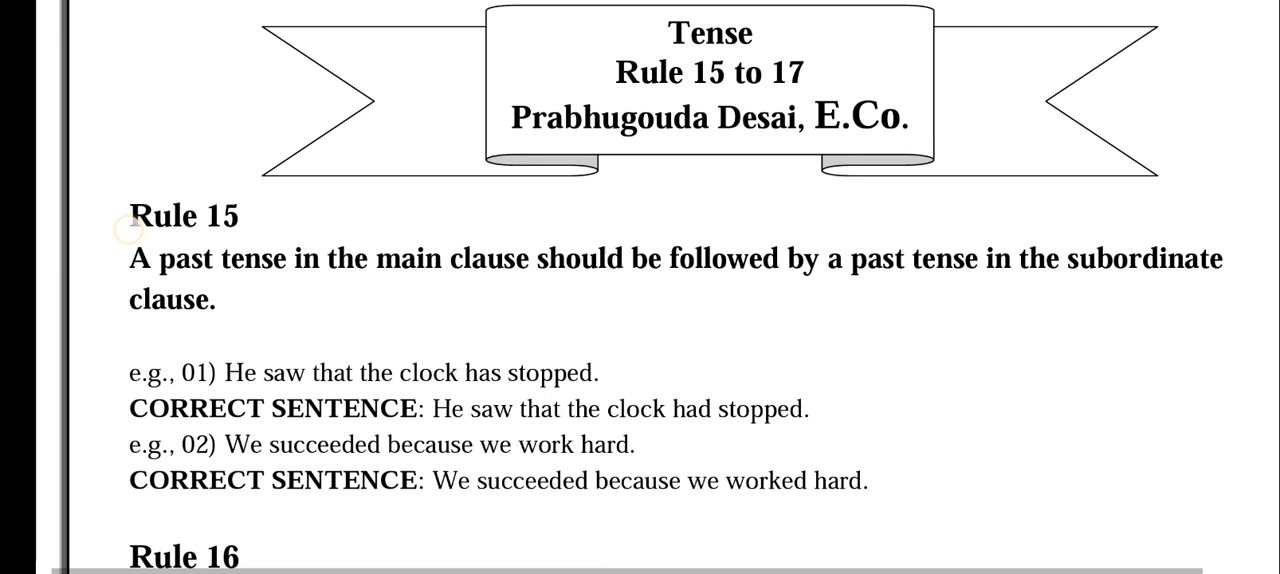 Tense
Rule 15 to 17
Prabhugouda Desai, E.Co.
Rule 15
A past tense in the main clause should be followed by a past tense in the subordinate
clause.
e.g., 01) He saw that the clock has stopped.
CORRECT SENTENCE: He saw that the clock had stopped.
e.g., 02) We succeeded because we work hard.
CORRECT SENTENCE: We succeeded because we worked hard.
Rule 16